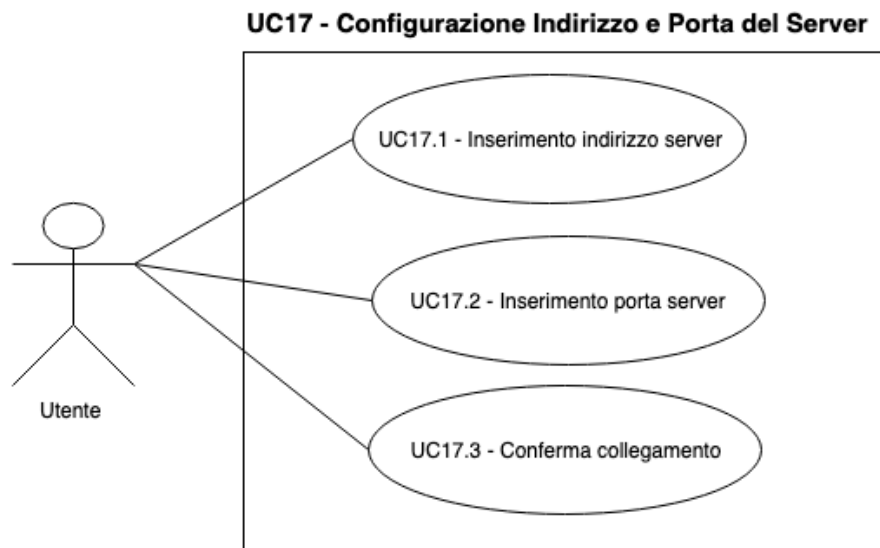 UC17 - Configurazione Indirizzo e Porta del Server
UC17.1 - Inserimento indirizzo server
UC17.2 - Inserimento porta server
Utente
UC17.3 - Conferma collegamento